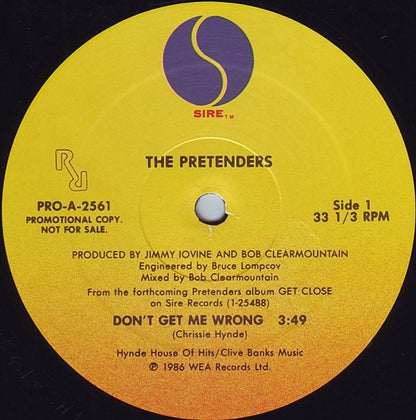 SIRE™
THE PRETENDERS
PRO-A-2561
PROMOTIONAL COPY.
NOT FOR SALE.
Side 1
33 1/3 RPM
PRODUCED BY JIMMY IOVINE AND BOB CLEARMOUNTAIN
Engineered by Bruce Lompcov
Mixed by Bob Clearmountain
From the forthcoming Pretenders album GET CLOSE
on Sire Records (1-25488)
DON'T GET ME WRONG 3:49
(Chrissie Hynde)
Hynde House Of Hits/Clive Banks Music
℗ 1986 WEA Records Ltd.